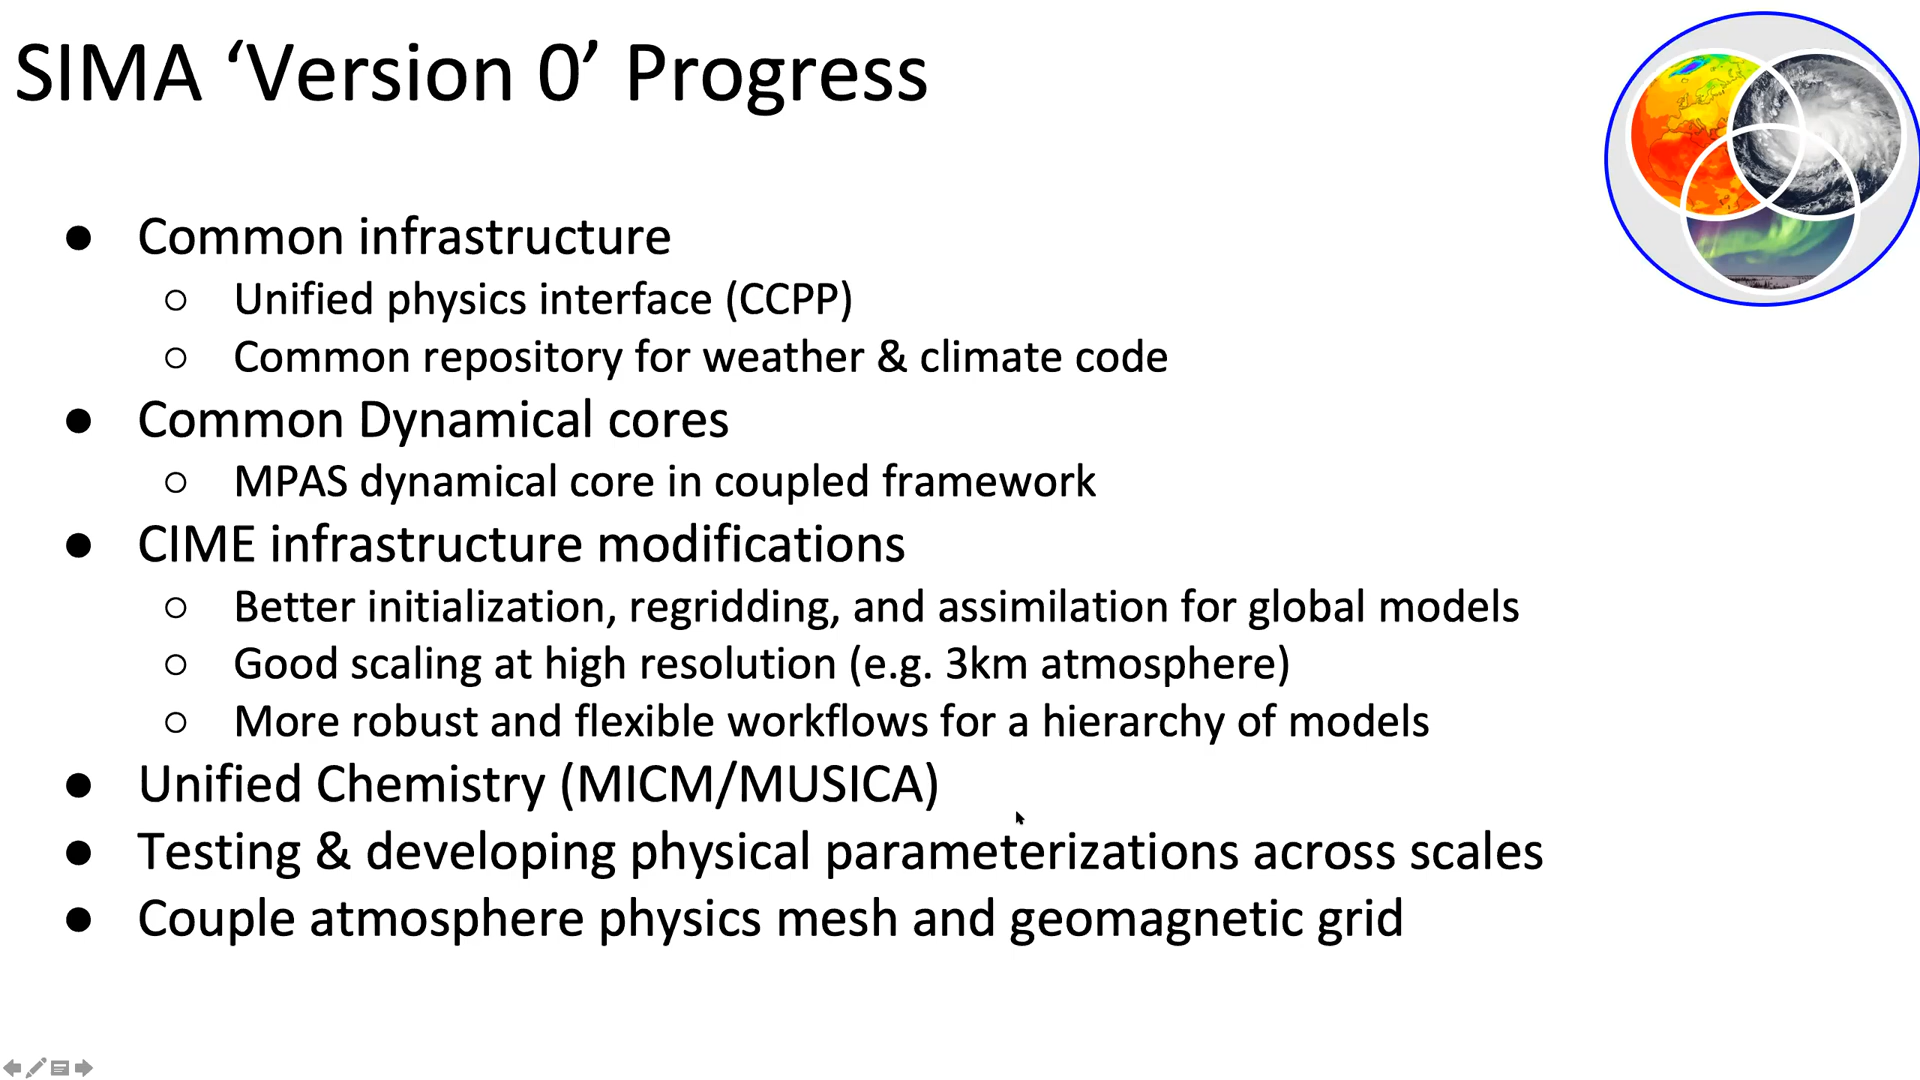 SIMA ‘Version 0’ Progress
● Common infrastructure
○ Unified physics interface (CCPP)
○ Common repository for weather & climate code
● Common Dynamical cores
○ MPAS dynamical core in coupled framework
● CIME infrastructure modifications
○ Better initialization, regridding, and assimilation for global models
○ Good scaling at high resolution (e.g. 3km atmosphere)
○ More robust and flexible workflows for a hierarchy of models
● Unified Chemistry (MICM/MUSICA)
● Testing & developing physical parameterizations across scales
● Couple atmosphere physics mesh and geomagnetic grid